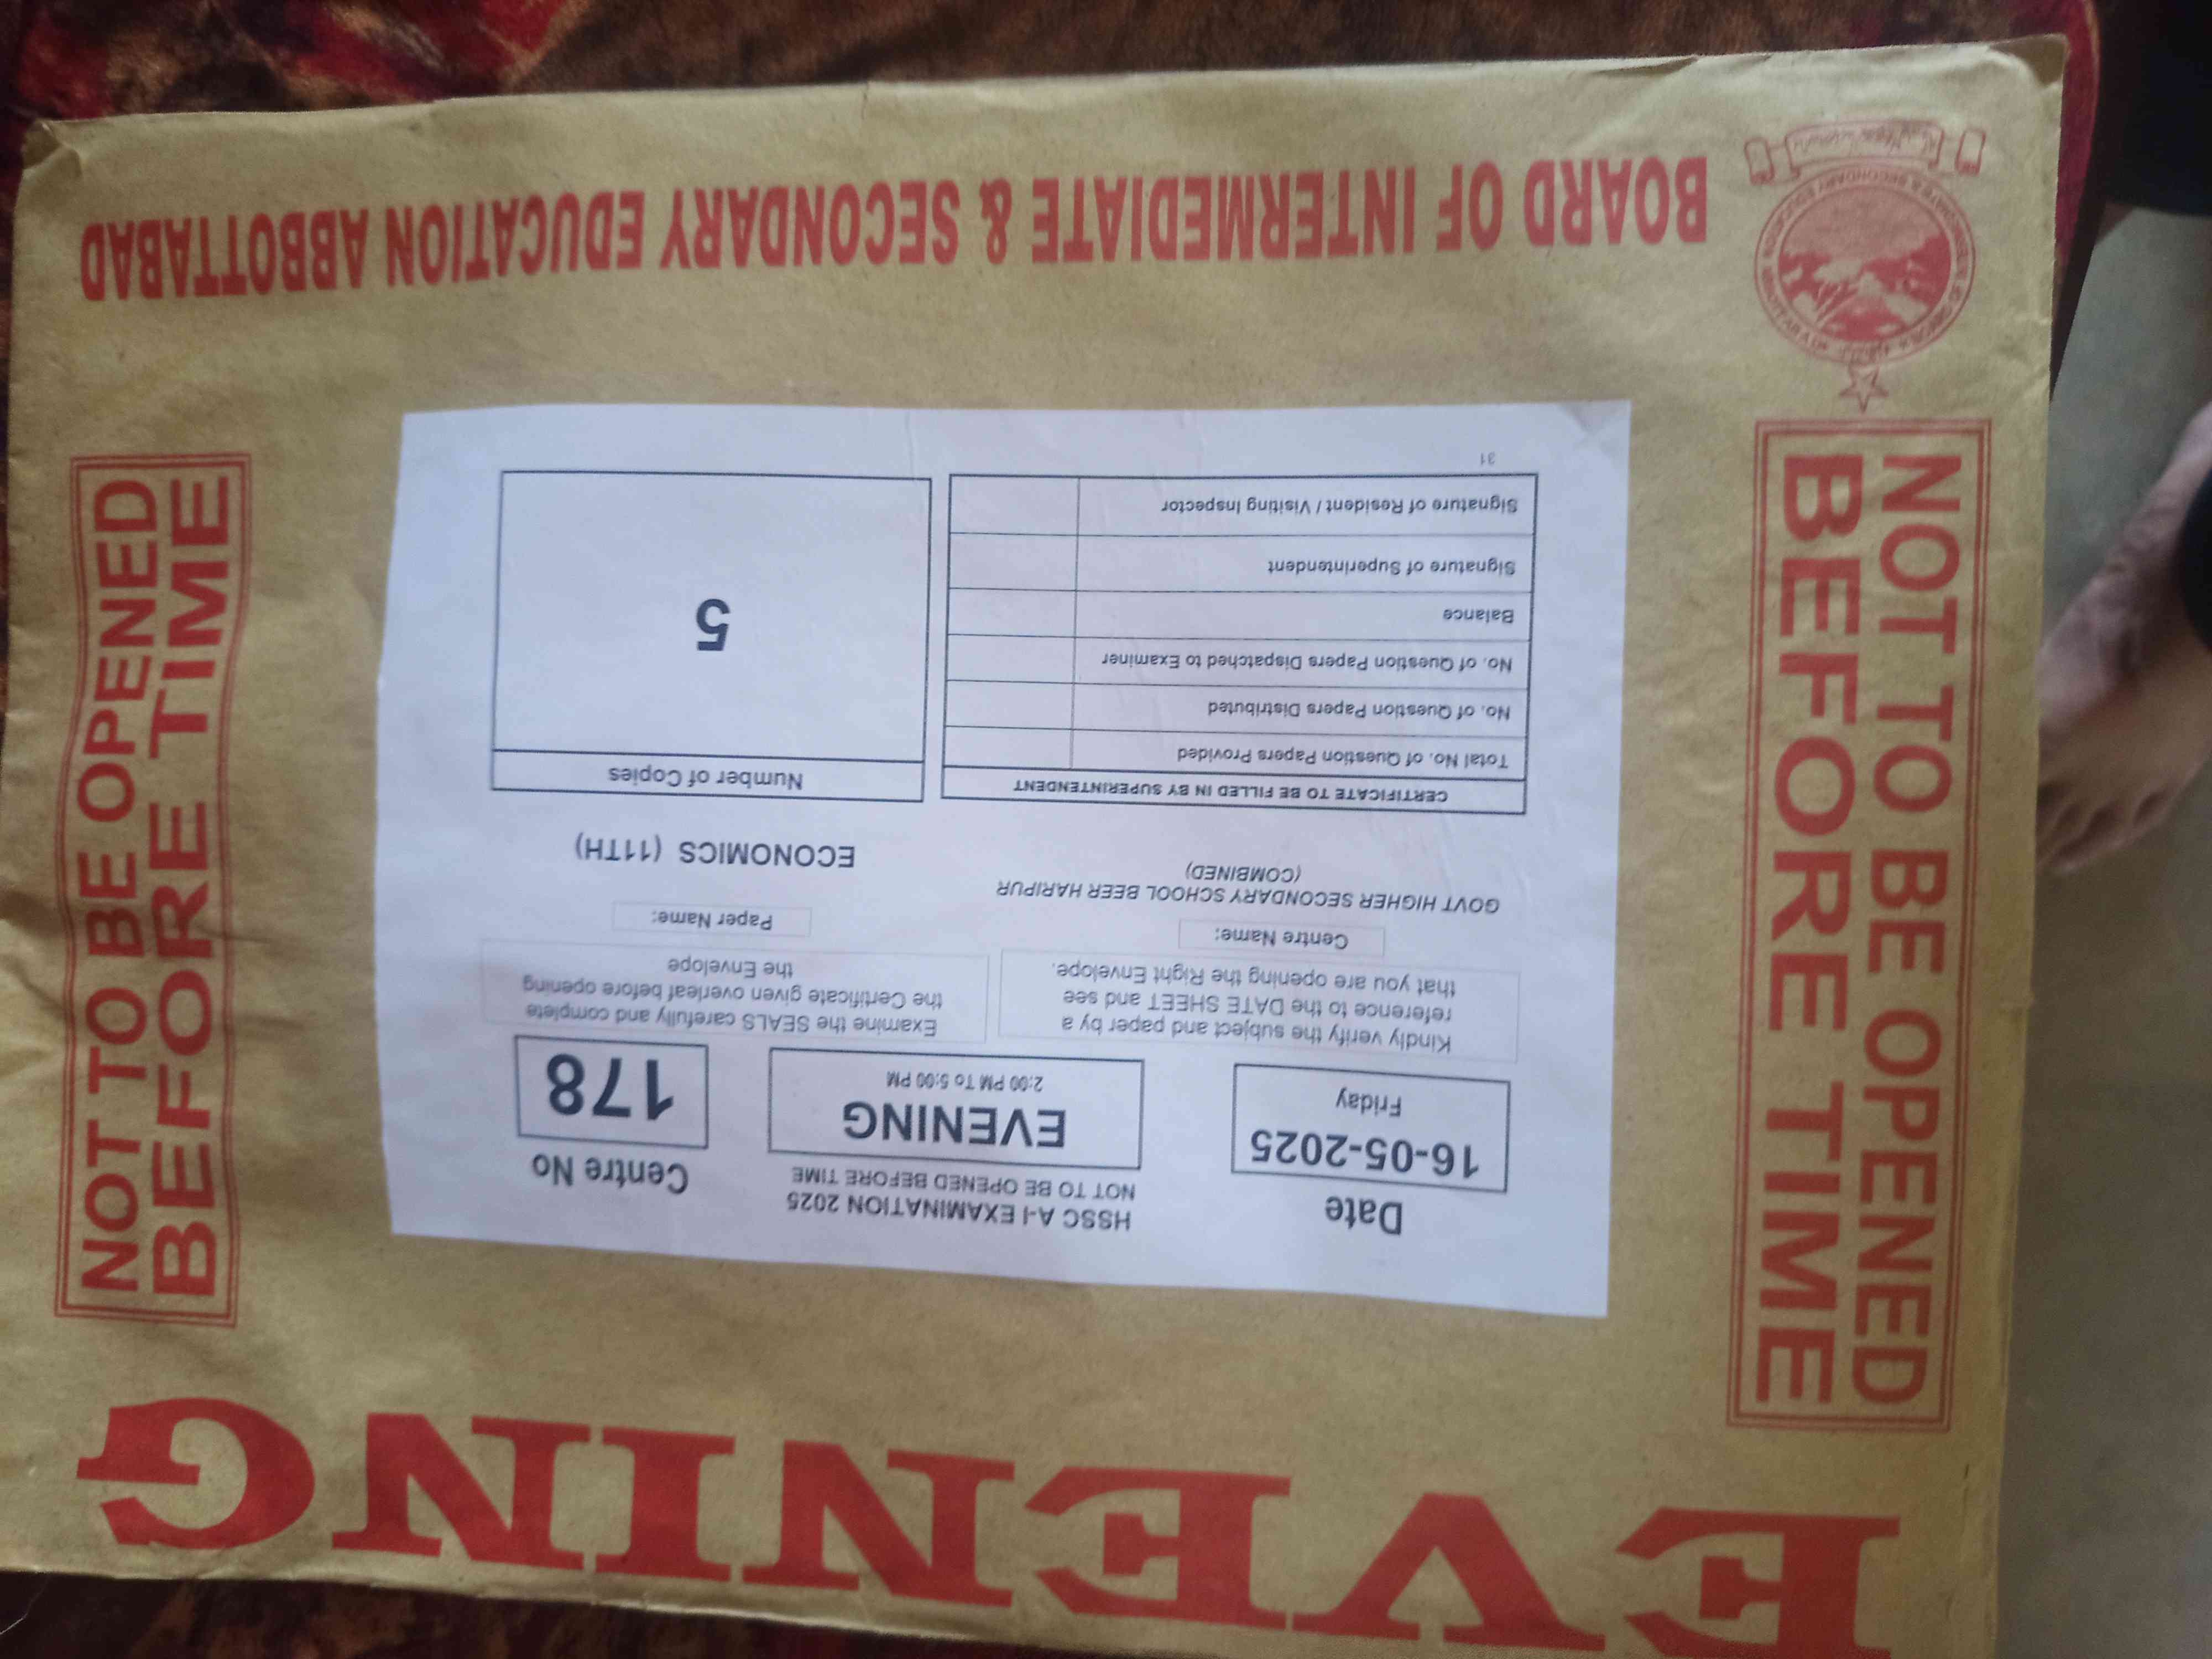 EVENING
HSSC A-I EXAMINATION 2025
NOT TO BE OPENED BEFORE TIME
Date
16-05-2025
Friday
EVENING
2:00 PM To 5:00 PM
Centre No
178
Kindly verify the subject and paper by a
reference to the DATE SHEET and see
that you are opening the Right Envelope.
Examine the SEALS carefully and complete
the Certificate given overleaf before opening
the Envelope
Centre Name:
GOVT HIGHER SECONDARY SCHOOL BEER HARIPUR
(COMBINED)
Paper Name:
ECONOMICS (11TH)
CERTIFICATE TO BE FILLED IN BY SUPERINTENDENT
Total No. of Question Papers Provided
No. of Question Papers Distributed
No. of Question Papers Dispatched to Examiner
Balance
Signature of Superintendent
Signature of Resident / Visiting Inspector
31
Number of Copies
5
NOT TO BE OPENED
BEFORE TIME
NOT TO BE OPENED
BEFORE TIME
BOARD OF INTERMEDIATE & SECONDARY EDUCATION ABBOTTABAD